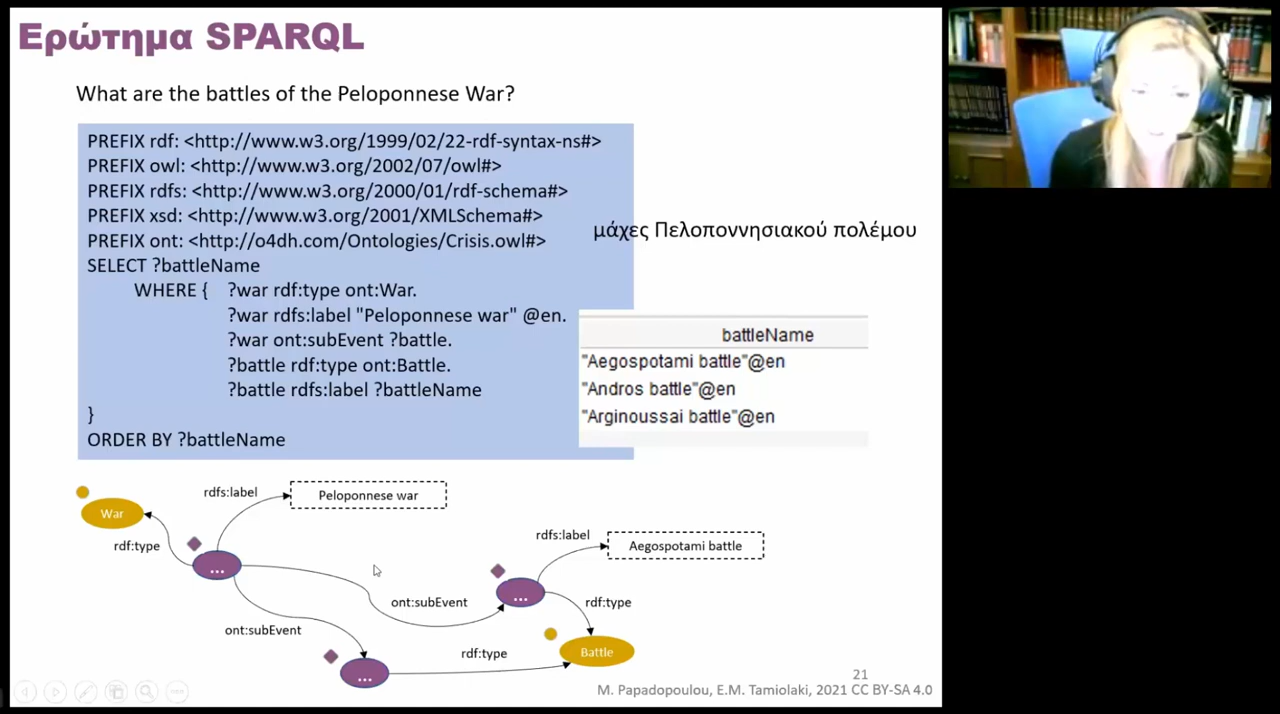 Ερώτημα SPARQL
What are the battles of the Peloponnese War?
PREFIX rdf: <http://www.w3.org/1999/02/22-rdf-syntax-ns#>
PREFIX owl: <http://www.w3.org/2002/07/owl#>
PREFIX rdfs: <http://www.w3.org/2000/01/rdf-schema#>
PREFIX xsd: <http://www.w3.org/2001/XMLSchema#>
PREFIX ont: <http://o4dh.com/Ontologies/Crisis.owl#>
SELECT ?battleName
WHERE { ?war rdf:type ont:War.
?war rdfs:label "Peloponnese war" @en.
?war ont:subEvent ?battle.
?battle rdf:type ont:Battle.
?battle rdfs:label ?battleName
}
ORDER BY ?battleName
μάχες Πελοποννησιακού πολέμου
battleName
"Aegospotami battle"@en
"Andros battle"@en
"Arginoussai battle"@en
rdfs:label
Peloponnese war
War
rdf:type
...
rdfs:label
Aegospotami battle
ont:subEvent
...
rdf:type
ont:subEvent
...
rdf:type
Battle
21
M. Papadopoulou, E.M. Tamiolaki, 2021 CC BY-SA 4.0